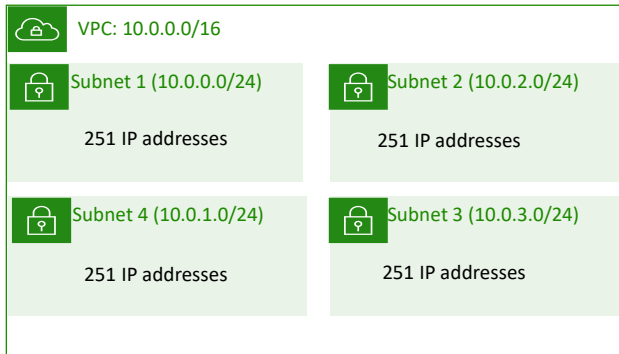 VPC: 10.0.0.0/16
Subnet 1 (10.0.0.0/24)
251 IP addresses
Subnet 2 (10.0.2.0/24)
251 IP addresses
Subnet 4 (10.0.1.0/24)
251 IP addresses
Subnet 3 (10.0.3.0/24)
251 IP addresses